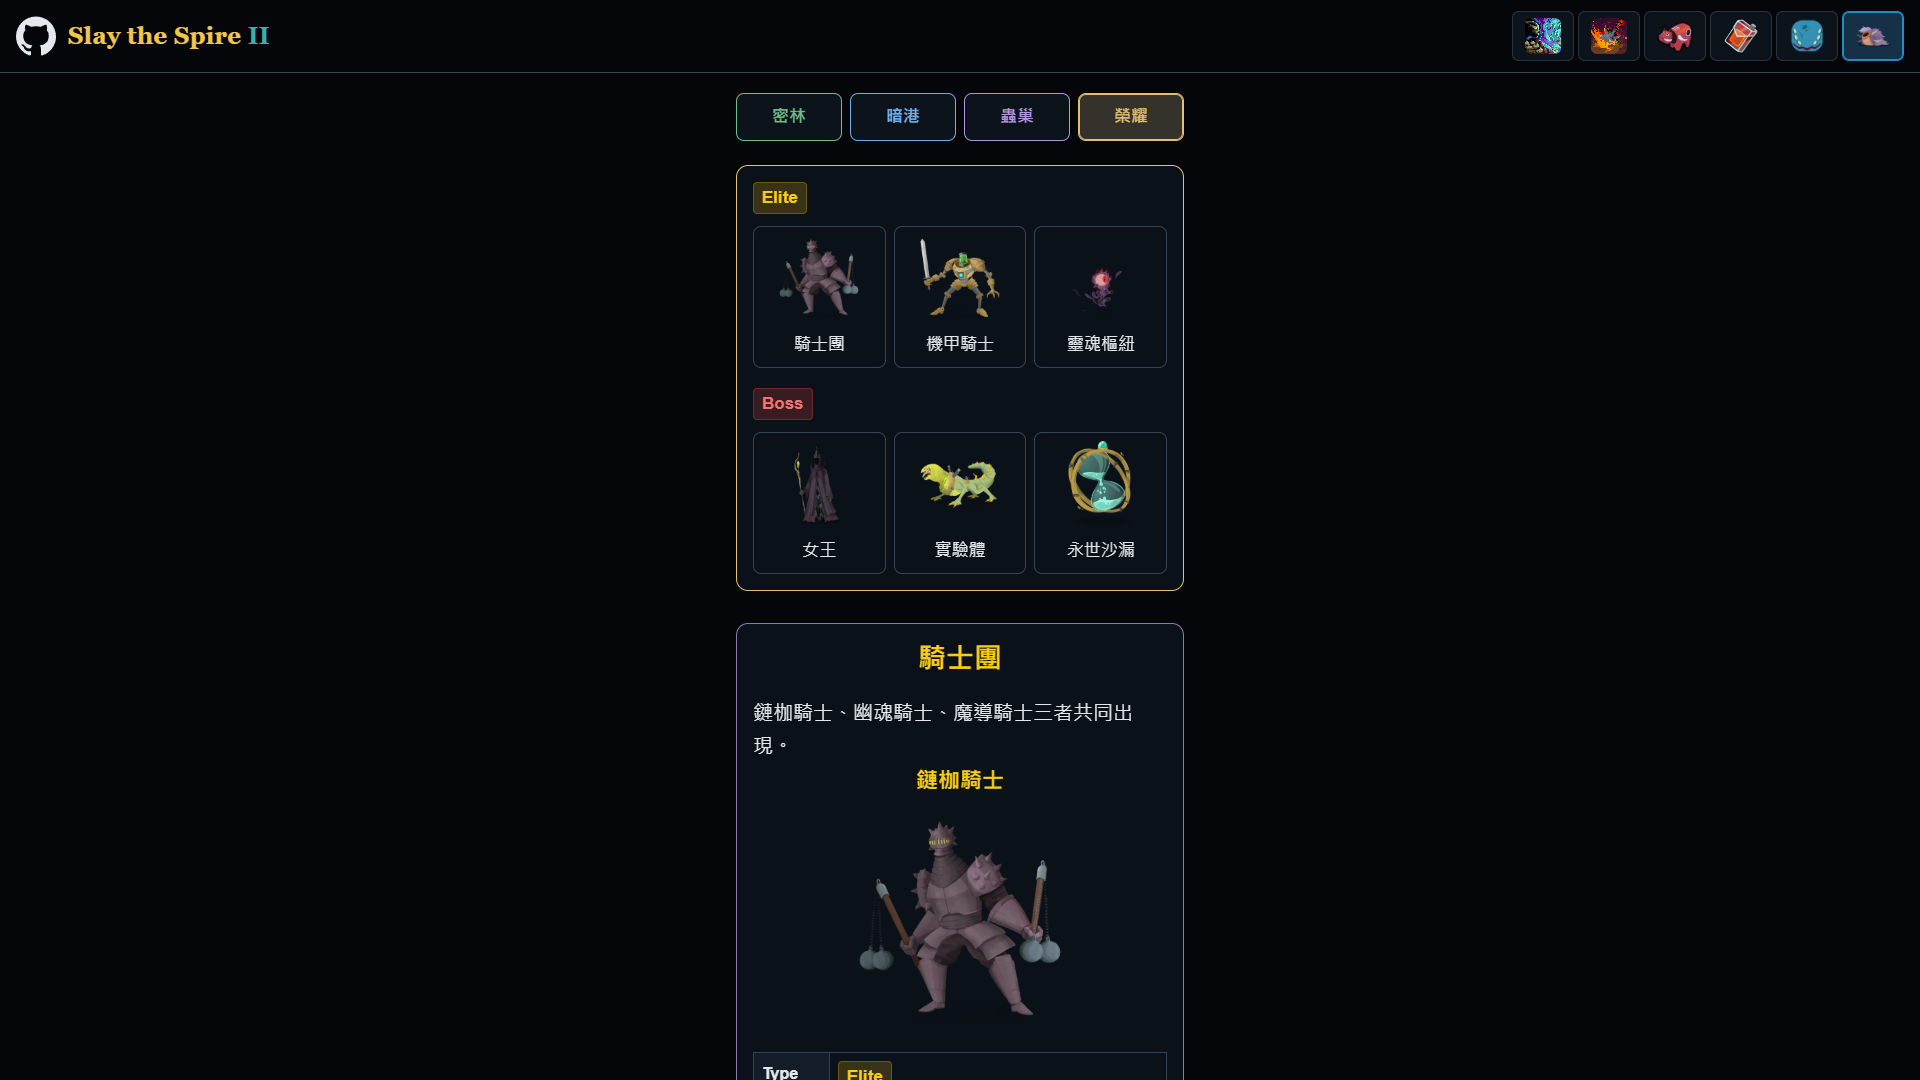 Slay the Spire II
密林
暗港
蟲巢
榮耀
Elite
騎士團
機甲騎士
靈魂樞紐
Boss
女王
實驗體
永世沙漏
騎士團
鏈枷騎士、幽魂騎士、魔導騎士三者共同出
現。
鏈枷騎士
Type
Elite